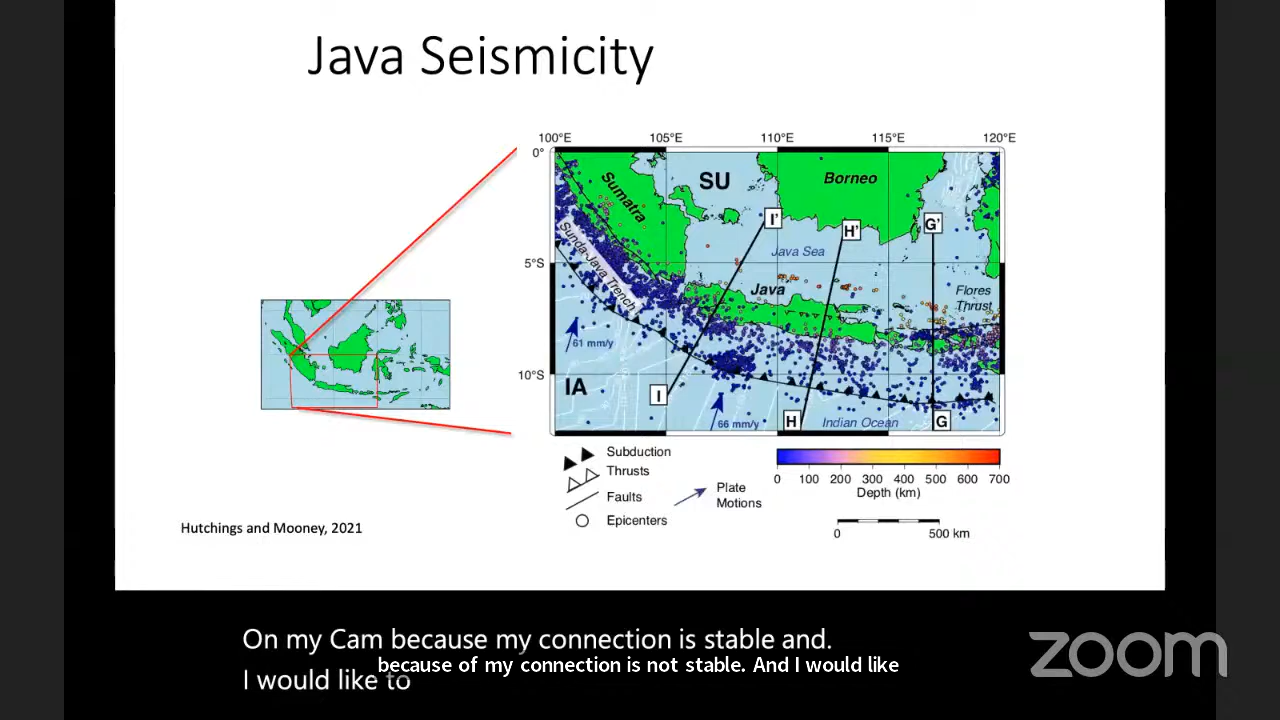 Java Seismicity
100°E 105°E 110°E 115°E 120°E
0°
5°S
10°S
Sumatra
SU
Borneo
I'
H'
G'
Sunda-Java Trench
Java Sea
Java
Flores
Thrust
61 mm/y
IA
I
66 mm/y
H
Indian Ocean
G
Subduction
Thrusts
Faults
Epicenters
Plate
Motions
0 100 200 300 400 500 600 700
Depth (km)
0 500 km
Hutchings and Mooney, 2021
On my Cam because my connection is stable and.
because of my connection is not stable. And I would like
I would like to
zoom